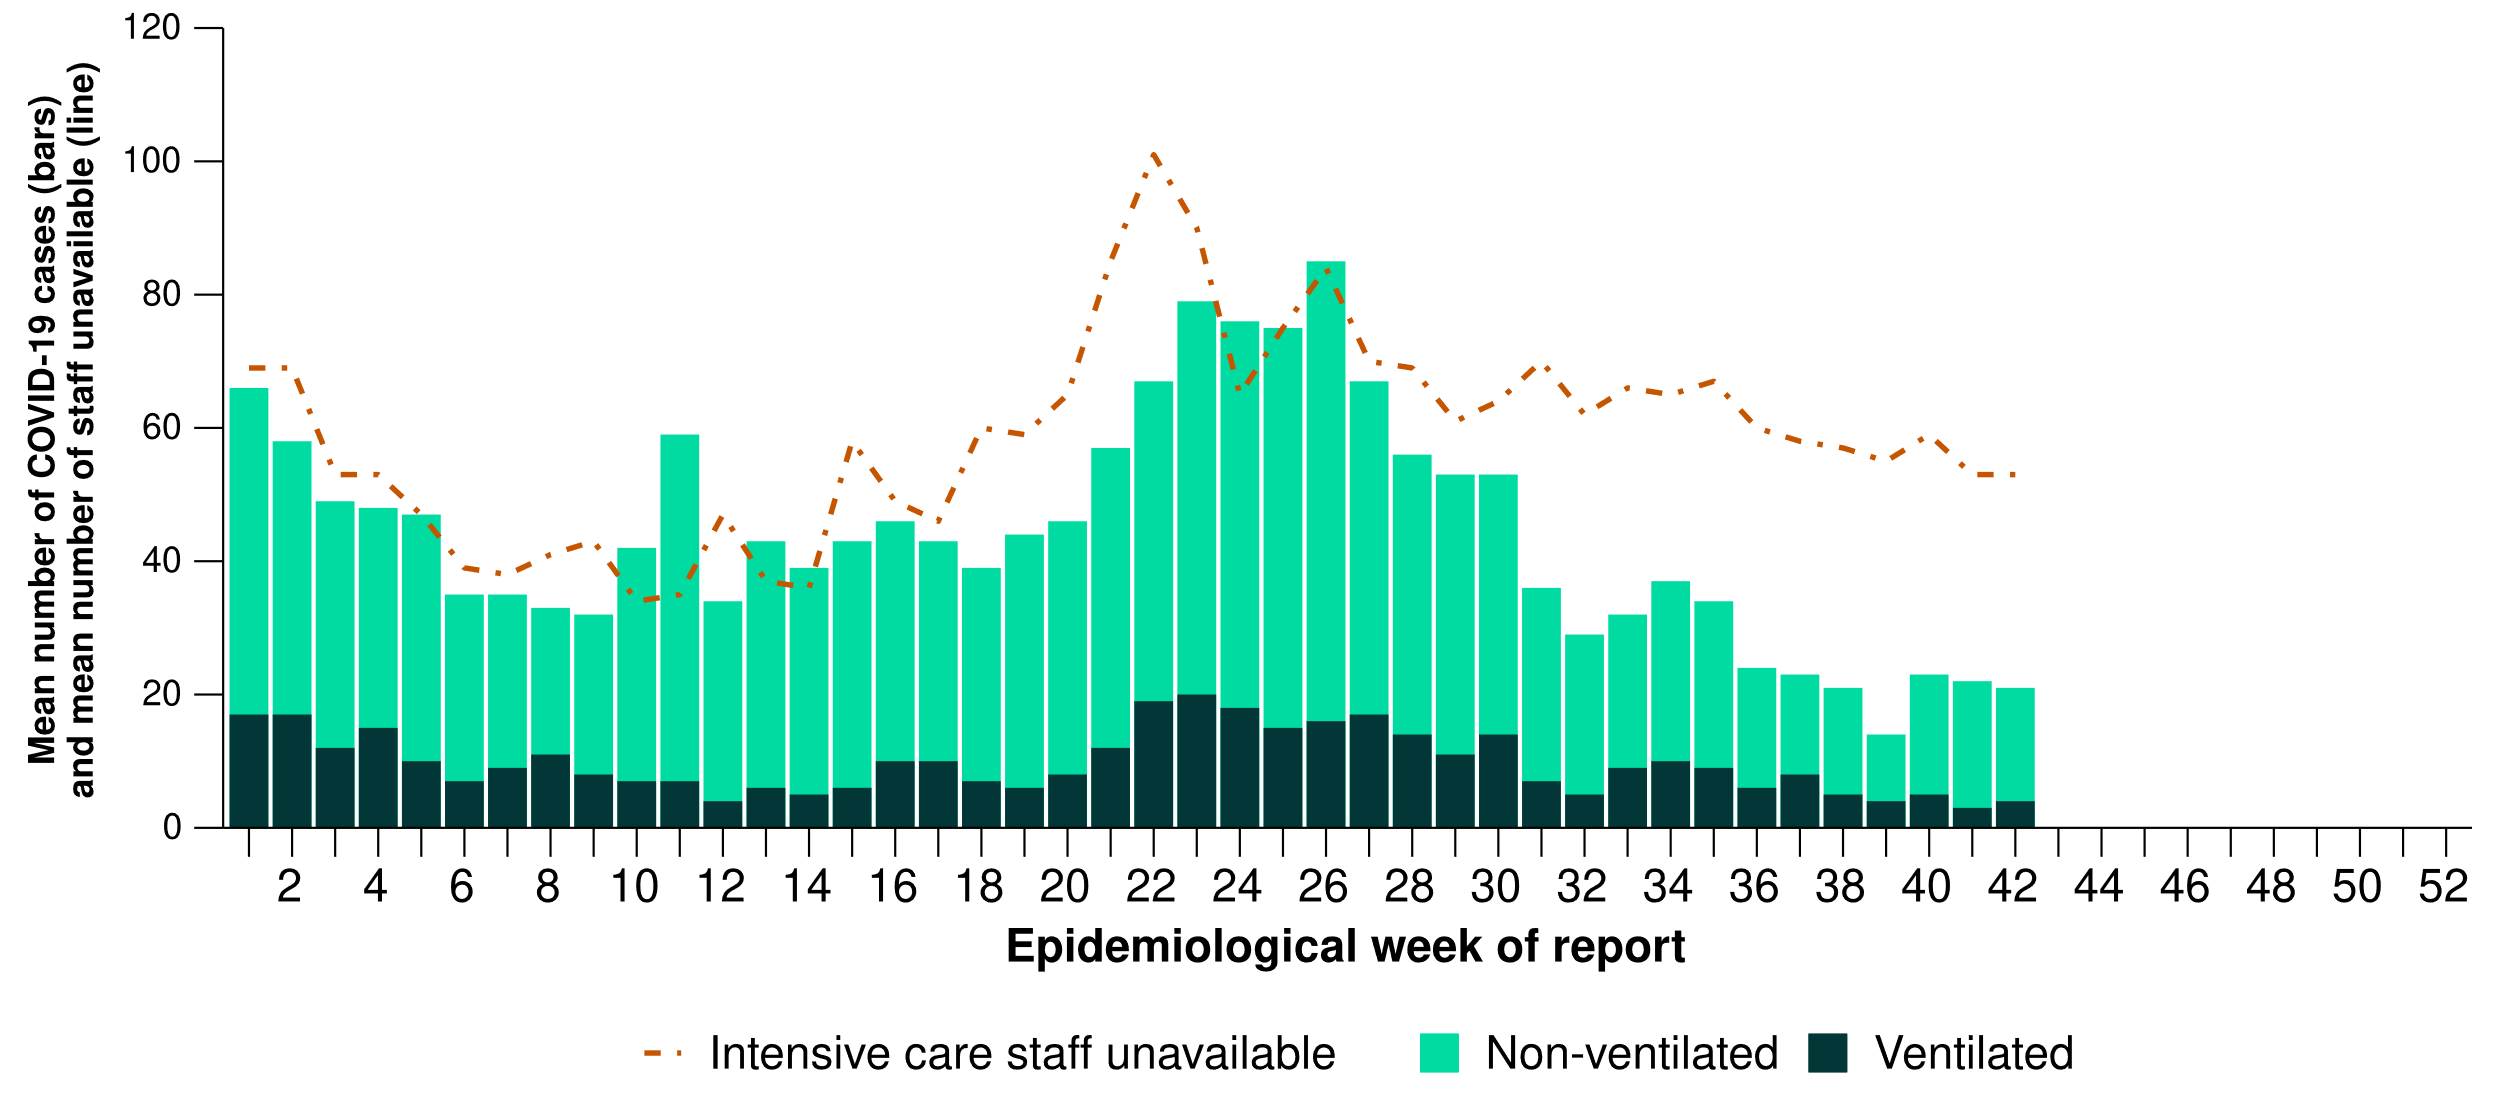 Mean number of COVID-19 cases (bars)
and mean number of staff unavailable (line)
120
100
80
60
40
20
0
2 4 6 8 10 12 14 16 18 20 22 24 26 28 30 32 34 36 38 40 42 44 46 48 50 52
Epidemiological week of report
Intensive care staff unavailable Non-ventilated Ventilated